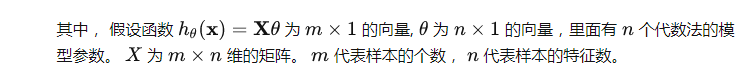 其中， 假设函数 hθ(x) = Xθ 为 m × 1 的向量, θ 为 n × 1 的向量，里面有 n 个代数法的模
型参数。 X 为 m × n 维的矩阵。 m 代表样本的个数 ，n 代表样本的特征数。